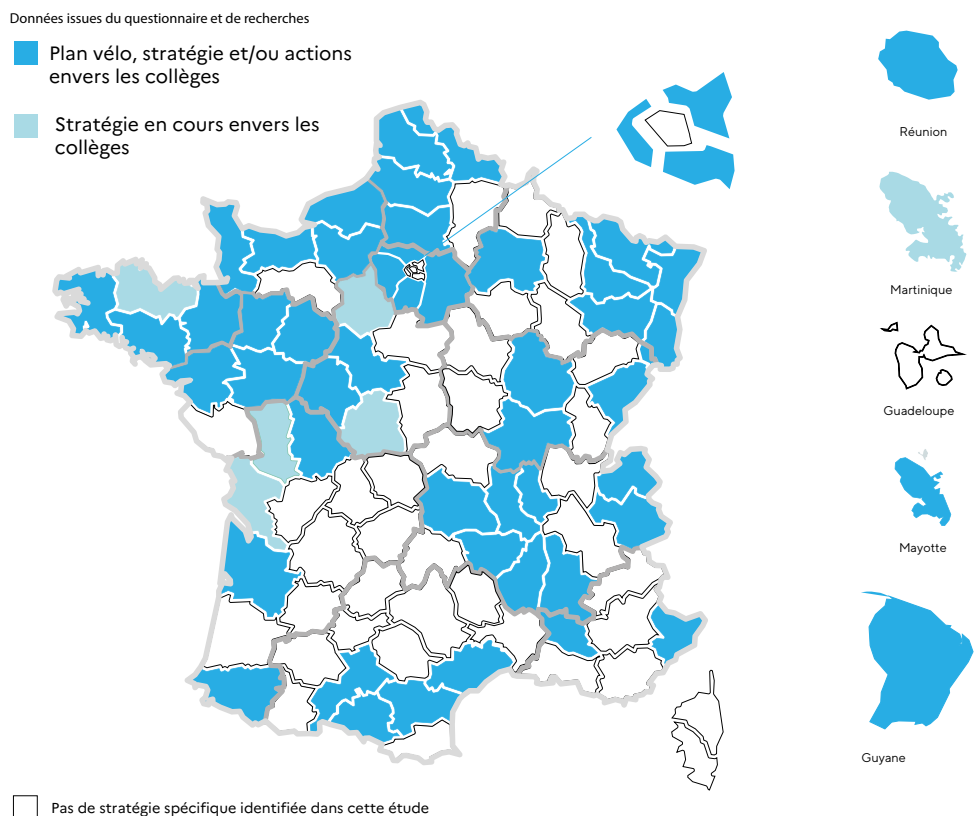 Données issues du questionnaire et de recherches
Plan vélo, stratégie et/ou actions
envers les collèges
Stratégie en cours envers les
collèges
Réunion
Martinique
Guadeloupe
Mayotte
Guyane
Pas de stratégie spécifique identifiée dans cette étude